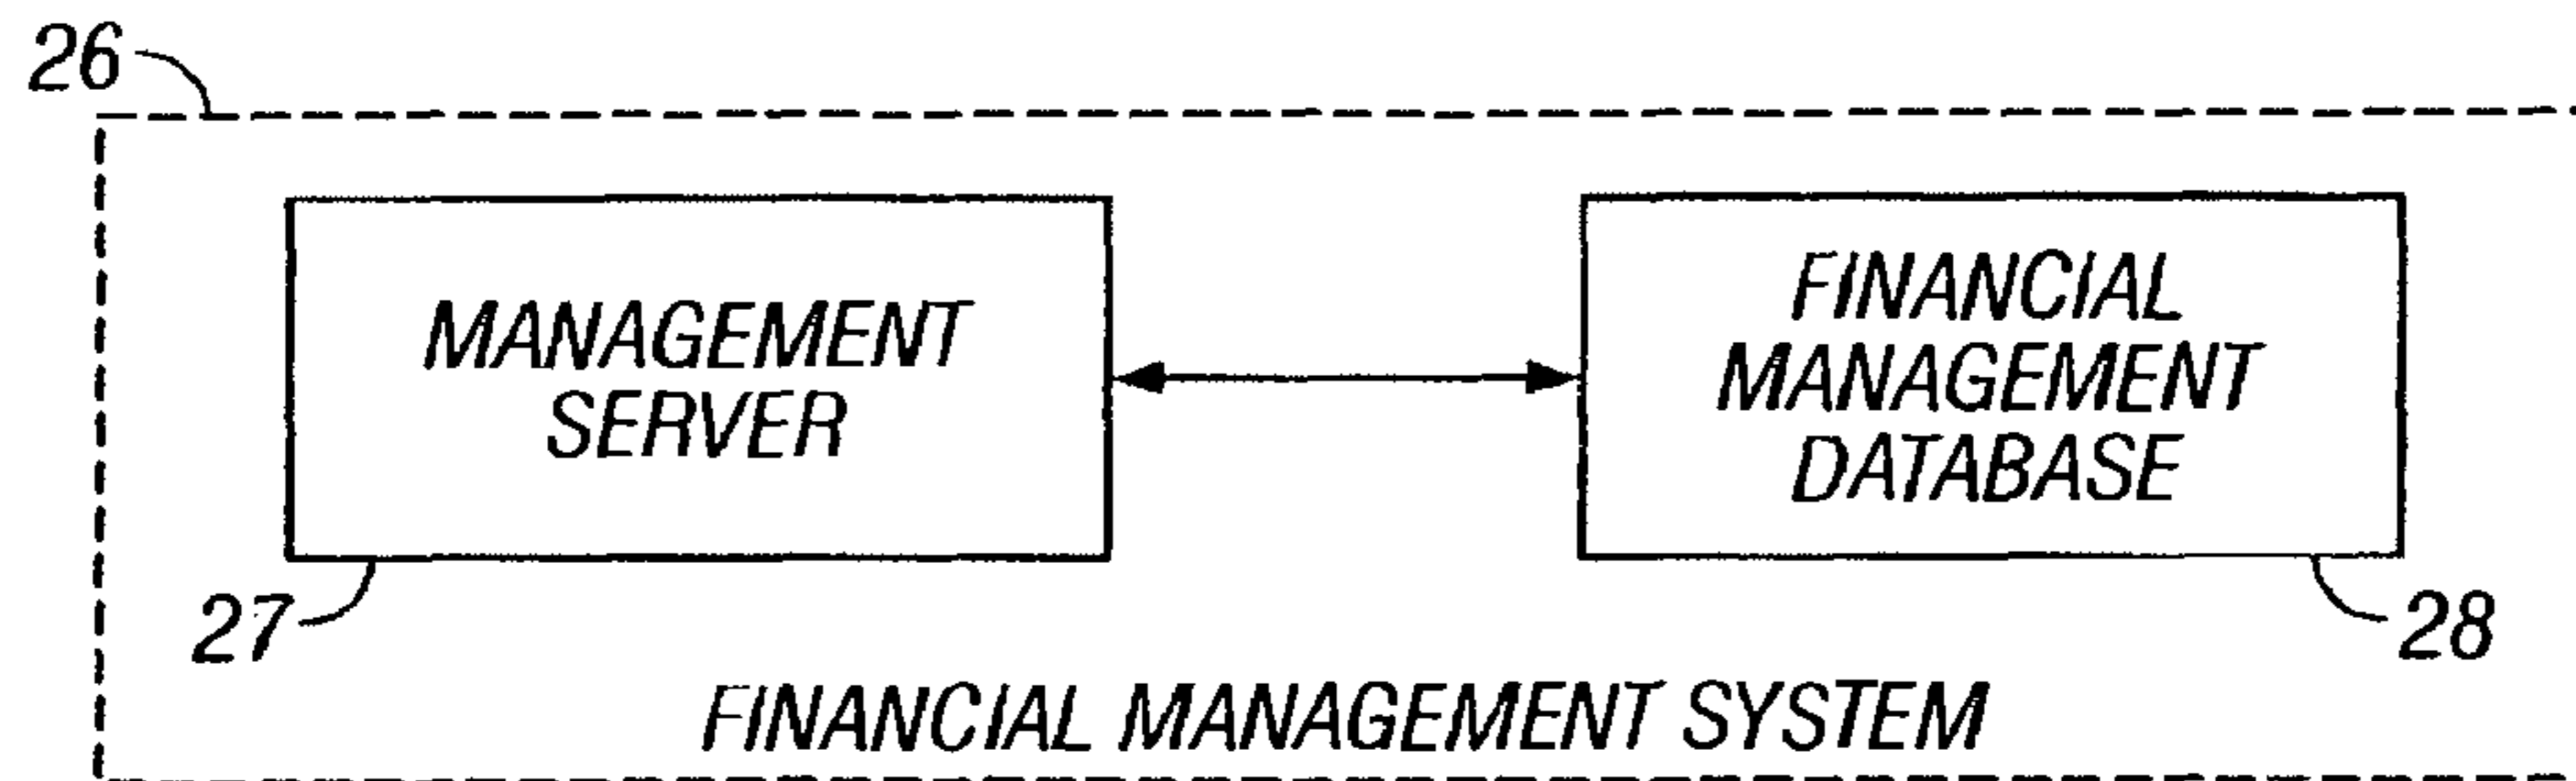 26
MANAGEMENT
SERVER
FINANCIAL
MANAGEMENT
DATABASE
27
28
FINANCIAL MANAGEMENT SYSTEM